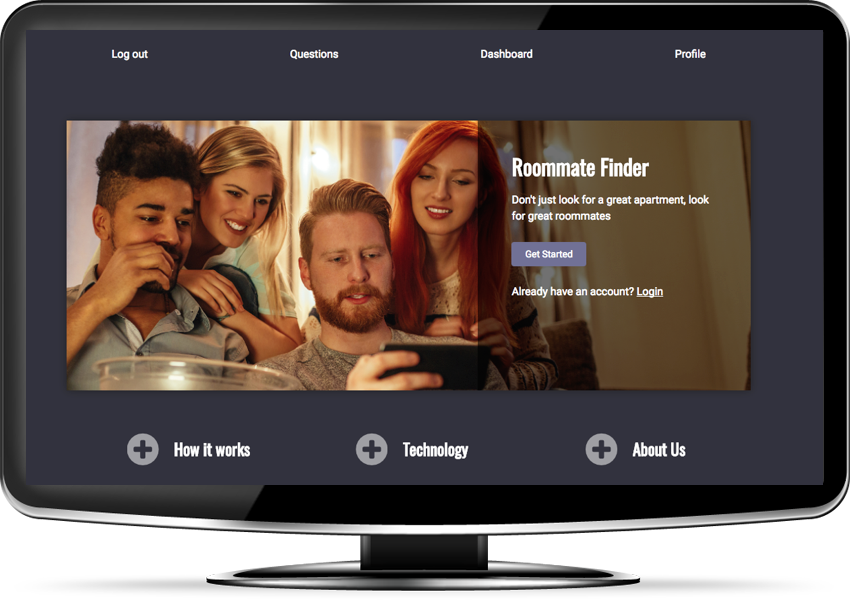 Log out Questions Dashboard Profile
Roommate Finder
Don't just look for a great apartment, look
for great roommates
Get Started
Already have an account? Login
How it works Technology About Us